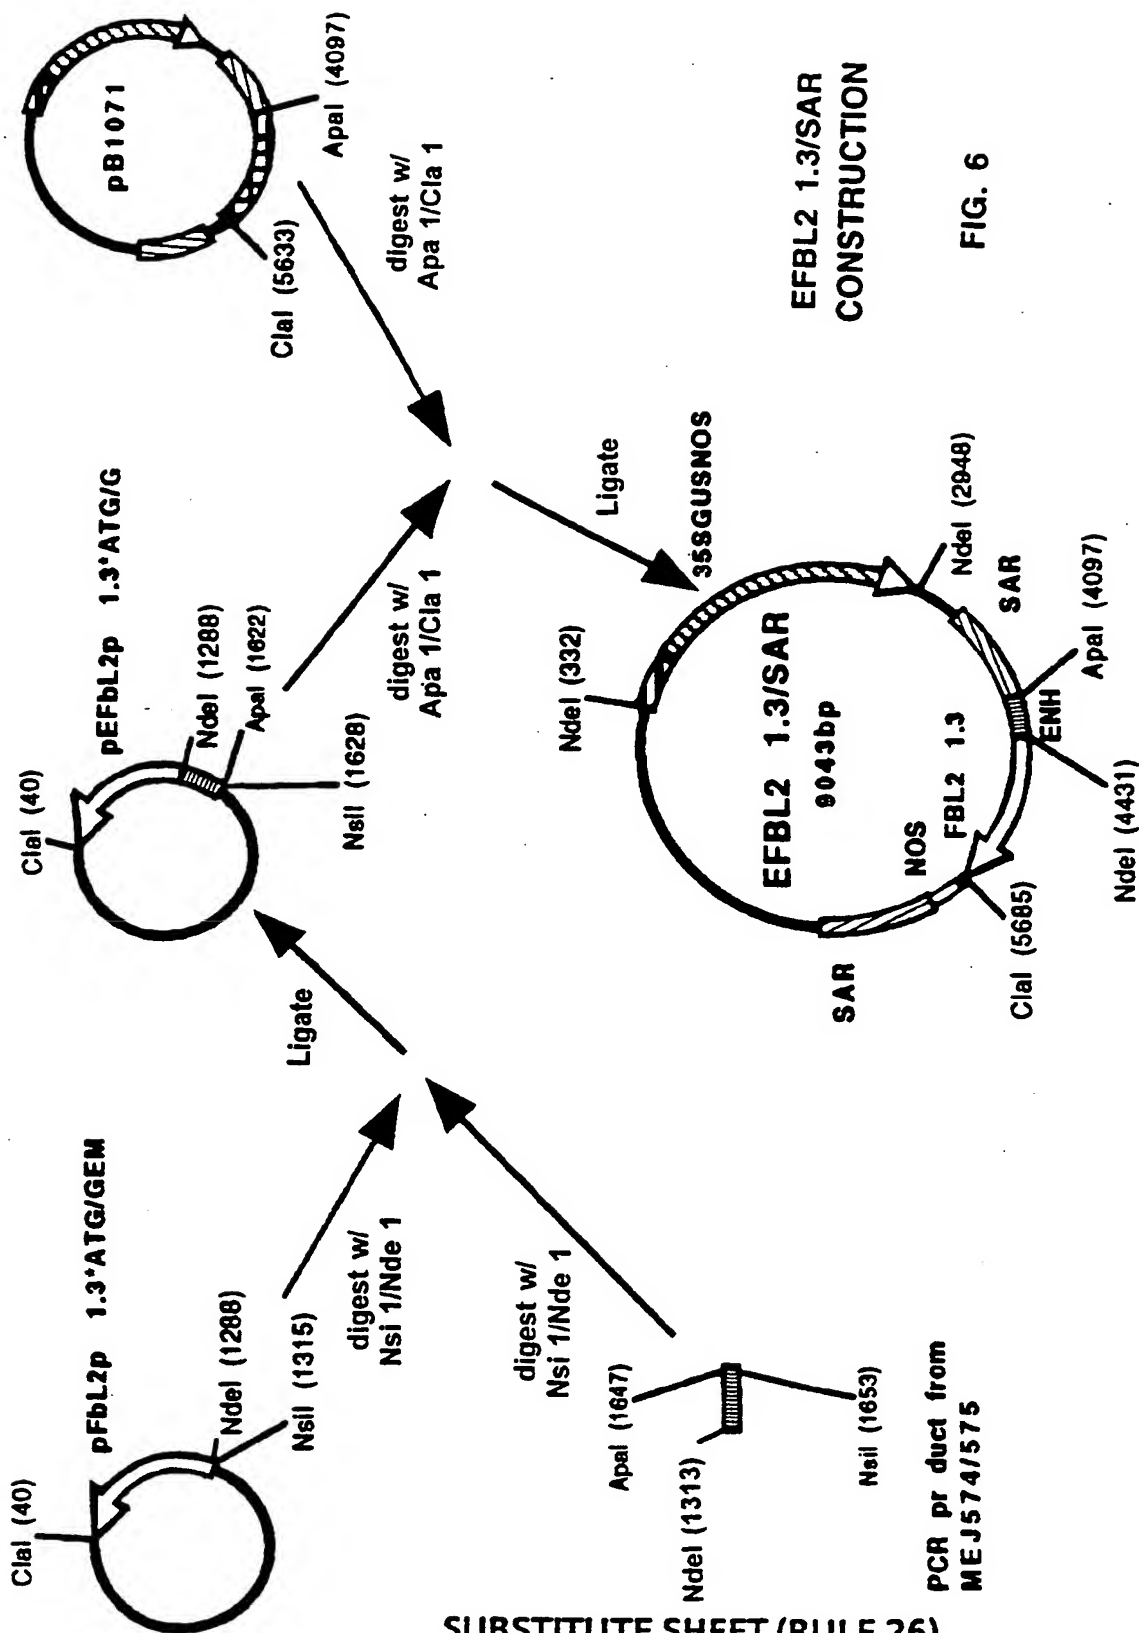 ClaI (40)
pFbL2p 1.3*ATG/GEM
NdeI (1288)
NsiI (1315)
digest w/
Nsi 1/Nde 1
ApaI (1647)
NdeI (1313)
NsiI (1653)
PCR pr duct from
MEJ574/575
digest w/
Nsi 1/Nde 1
Ligate
ClaI (40)
pEFbL2p 1.3*ATG/G
NdeI (1288)
ApaI (1622)
NsiI (1628)
digest w/
Apa 1/Cla 1
pB1071
ApaI (4097)
ClaI (5633)
digest w/
Apa 1/Cla 1
Ligate
35SGUSNOS
NdeI (332)
EFBL2 1.3/SAR
9043bp
NdeI (2948)
SAR
ApaI (4097)
ENH
FBL2 1.3
NdeI (4431)
NOS
ClaI (5685)
SAR
EFBL2 1.3/SAR
CONSTRUCTION
FIG. 6
SUBSTITUTE SHEET (RULE 26)